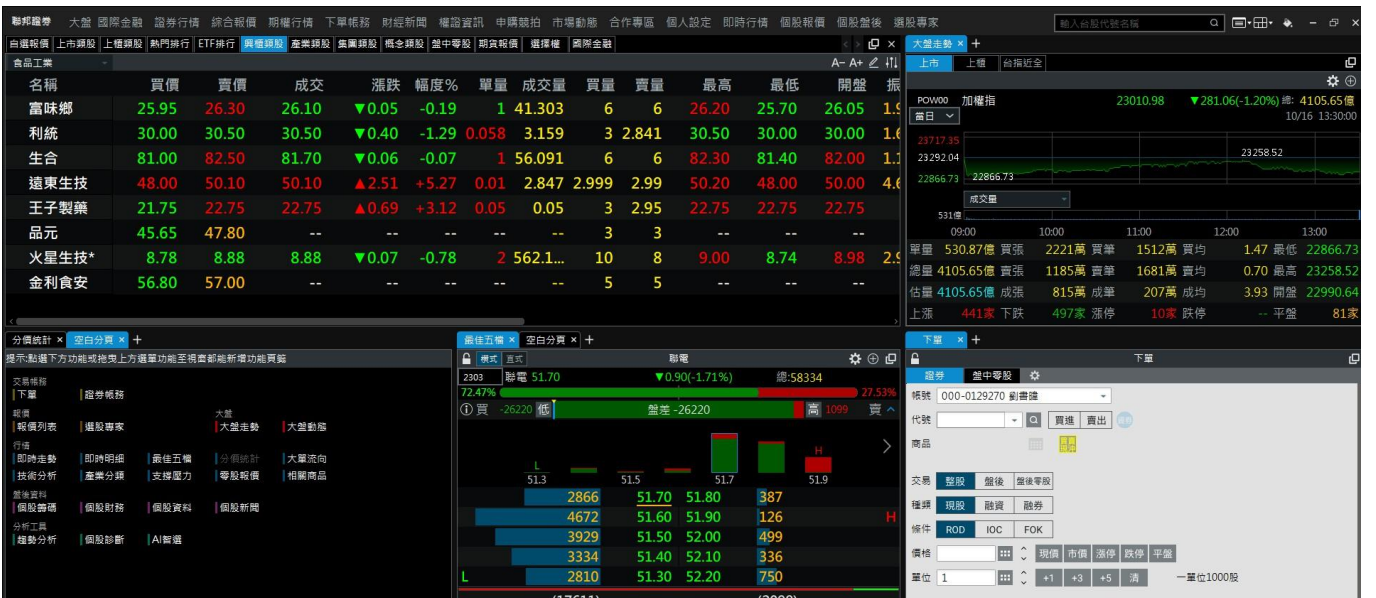 聯邦證券 大盤 國際金融 證券行情 綜合報價 期權行情 下單帳務 財經新聞 權證資訊 申購競拍 市場動態 合作專區 個人設定 即時行情 個股報價 個股盤後 選股專家 輸入台股代號名稱
自選報價 上市類股 上櫃類股 熱門排行 ETF排行 興櫃類股 產業類股 集團類股 概念類股 盤中零股 期貨報價 選擇權 國際金融
食品工業 A- A+
名稱 買價 賣價 成交 漲跌 幅度% 單量 成交量 買量 賣量 最高 最低 開盤 振
富味鄉 25.95 26.30 26.10 ▼0.05 -0.19 1 41.303 6 6 26.20 25.70 26.05 1.9
利統 30.00 30.50 30.50 ▼0.40 -1.29 0.058 3.159 3 2.841 30.50 30.00 30.00 1.6
生合 81.00 82.50 81.70 ▼0.06 -0.07 1 56.091 6 6 82.30 81.40 82.00 1.1
遠東生技 48.00 50.10 50.10 ▲2.51 +5.27 0.01 2.847 2.999 2.99 50.20 48.00 50.00 4.6
王子製藥 21.75 22.75 22.75 ▲0.69 +3.12 0.05 0.05 3 2.95 22.75 22.75 22.75
品元 45.65 47.80 -- -- -- -- -- 3 3 -- -- --
火星生技* 8.78 8.88 8.88 ▼0.07 -0.78 2 562.1... 10 8 9.00 8.74 8.98 2.9
金利食安 56.80 57.00 -- -- -- -- -- 5 5 -- -- --
大盤走勢 × +
上市 上櫃 台指近全
POW00 加權指 23010.98 ▼281.06(-1.20%) 總: 4105.65億
當日 10/16 13:30:00
23717.35
23292.04 23258.52
22866.73 22866.73
成交量
531億
09:00 10:00 11:00 12:00 13:00
單量 530.87億 買張 2221萬 買筆 1512萬 買均 1.47 最低 22866.73
總量 4105.65億 賣張 1185萬 賣筆 1681萬 賣均 0.70 最高 23258.52
估量 4105.65億 成張 815萬 成筆 207萬 成均 3.93 開盤 22990.64
上漲 441家 下跌 497家 漲停 10家 跌停 -- 平盤 81家
分價統計 × 空白分頁 × +
提示:點選下方功能或拖曳上方選單功能至視窗都能新增功能頁籤
交易帳務
下單 證券帳務
報價 大盤
報價列表 選股專家 大盤走勢 大盤動態
行情
即時走勢 即時明細 最佳五檔 分價統計 大單流向
技術分析 產業分類 支撐壓力 零股報價 相關商品
盤後資料
個股籌碼 個股財務 個股資料 個股新聞
分析工具
趨勢分析 個股診斷 AI智選
最佳五檔 × 空白分頁 × +
橫式 直式 聯電
2303 聯電 51.70 ▼0.90(-1.71%) 總:58334
72.47% 27.53%
買 -26220 低 盤差 -26220 高 1099 賣
L H
51.3 51.5 51.7 51.9
2866 51.70 51.80 387
4672 51.60 51.90 126 H
3929 51.50 52.00 499
3334 51.40 52.10 336
L 2810 51.30 52.20 750
下單 × +
下單
證券 盤中零股
帳號 000-0129270 劉書瑋
代號 買進 賣出
商品
交易 整股 盤後 盤後零股
種類 現股 融資 融券
條件 ROD IOC FOK
價格 現價 市價 漲停 跌停 平盤
單位 1 +1 +3 +5 清 一單位1000股